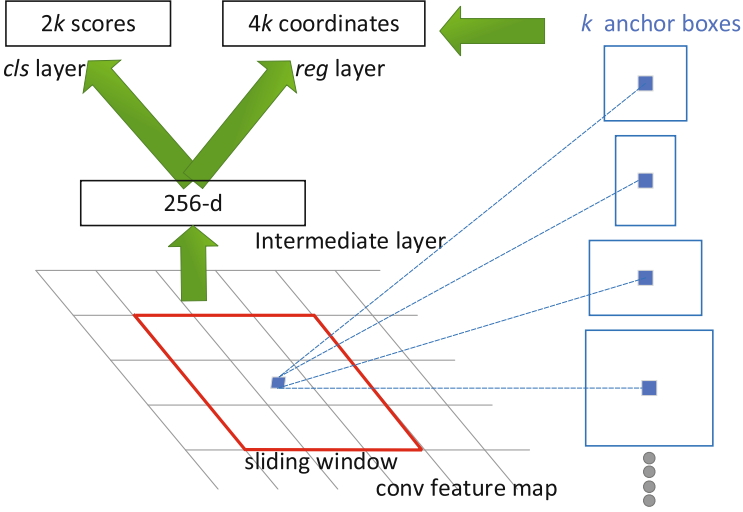 2k scores
4k coordinates
k anchor boxes
cls layer
reg layer
256-d
Intermediate layer
sliding window
conv feature map